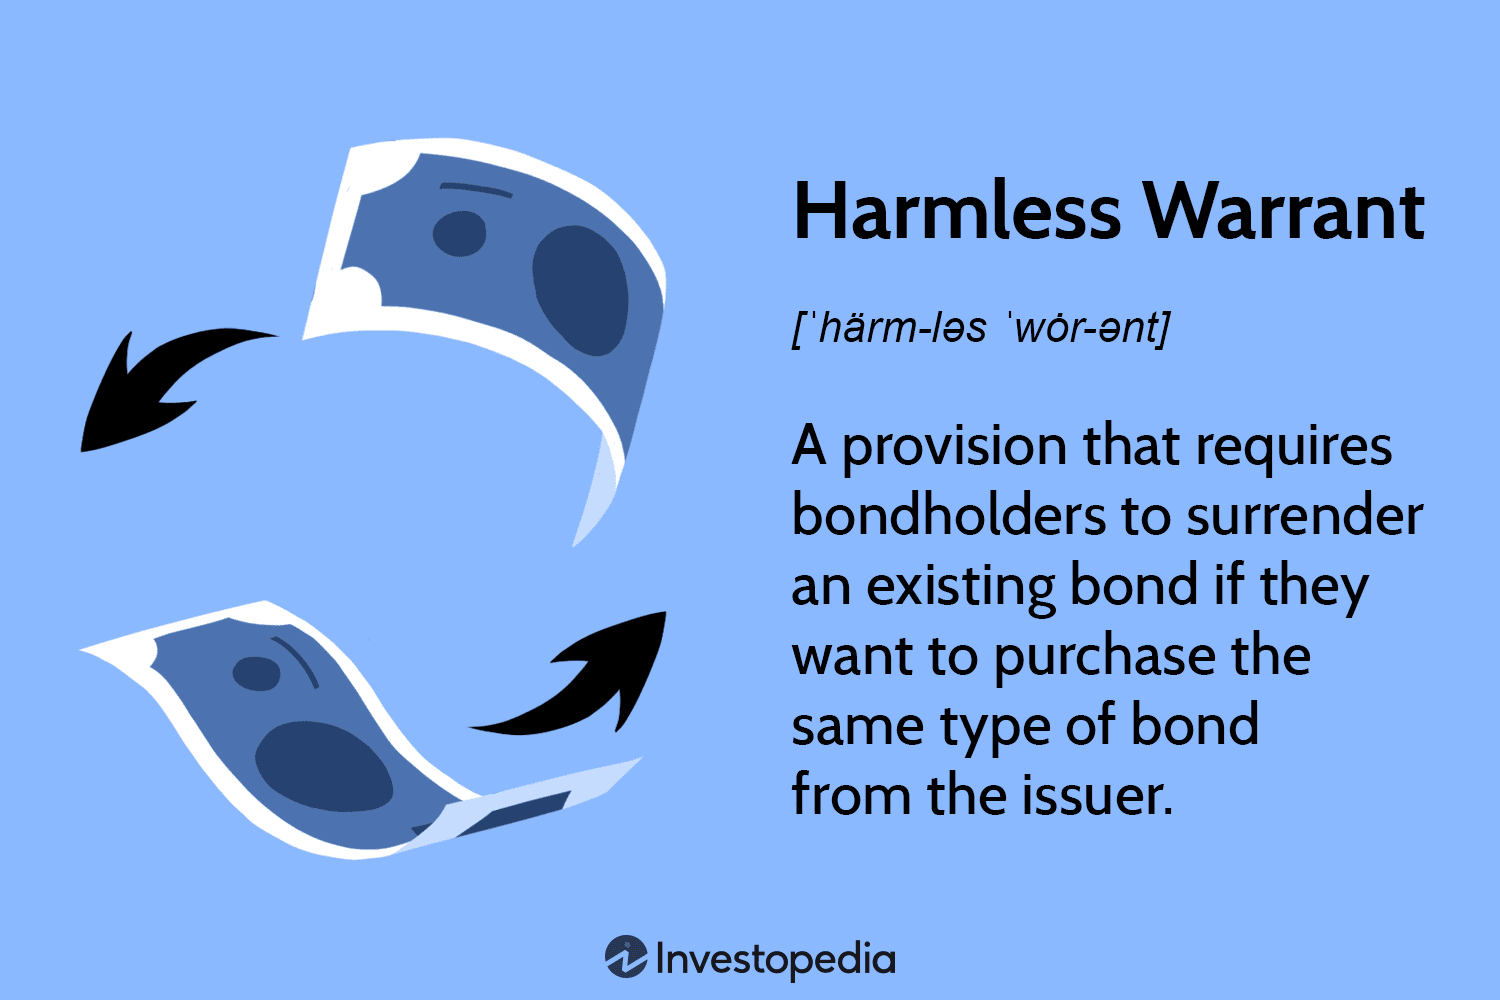 Harmless Warrant
[ˈhärm-ləs ˈwȯr-ənt]
A provision that requires
bondholders to surrender
an existing bond if they
want to purchase the
same type of bond
from the issuer.
Investopedia